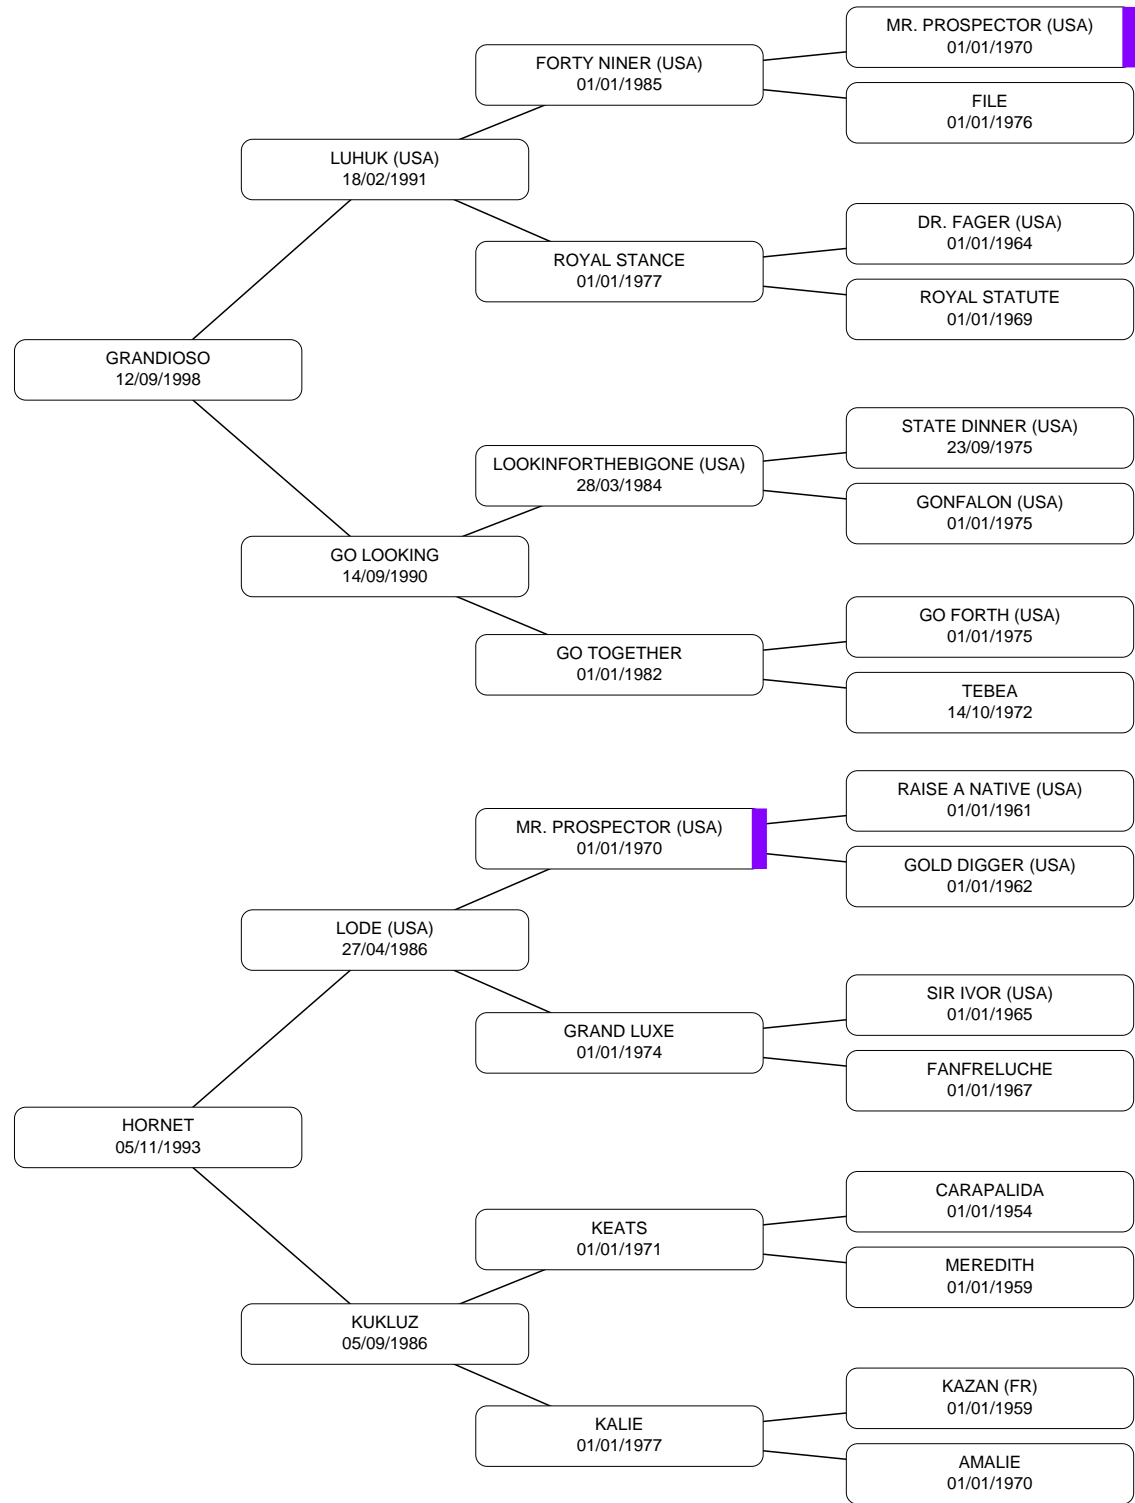 MR. PROSPECTOR (USA)
01/01/1970
FORTY NINER (USA)
01/01/1985
FILE
01/01/1976
LUHUK (USA)
18/02/1991
DR. FAGER (USA)
01/01/1964
ROYAL STANCE
01/01/1977
ROYAL STATUTE
01/01/1969
GRANDIOSO
12/09/1998
STATE DINNER (USA)
23/09/1975
LOOKINFORTHEBIGONE (USA)
28/03/1984
GONFALON (USA)
01/01/1975
GO LOOKING
14/09/1990
GO FORTH (USA)
01/01/1975
GO TOGETHER
01/01/1982
TEBEA
14/10/1972
RAISE A NATIVE (USA)
01/01/1961
MR. PROSPECTOR (USA)
01/01/1970
GOLD DIGGER (USA)
01/01/1962
LODE (USA)
27/04/1986
SIR IVOR (USA)
01/01/1965
GRAND LUXE
01/01/1974
FANFRELUCHE
01/01/1967
HORNET
05/11/1993
CARAPALIDA
01/01/1954
KEATS
01/01/1971
MEREDITH
01/01/1959
KUKLUZ
05/09/1986
KAZAN (FR)
01/01/1959
KALIE
01/01/1977
AMALIE
01/01/1970